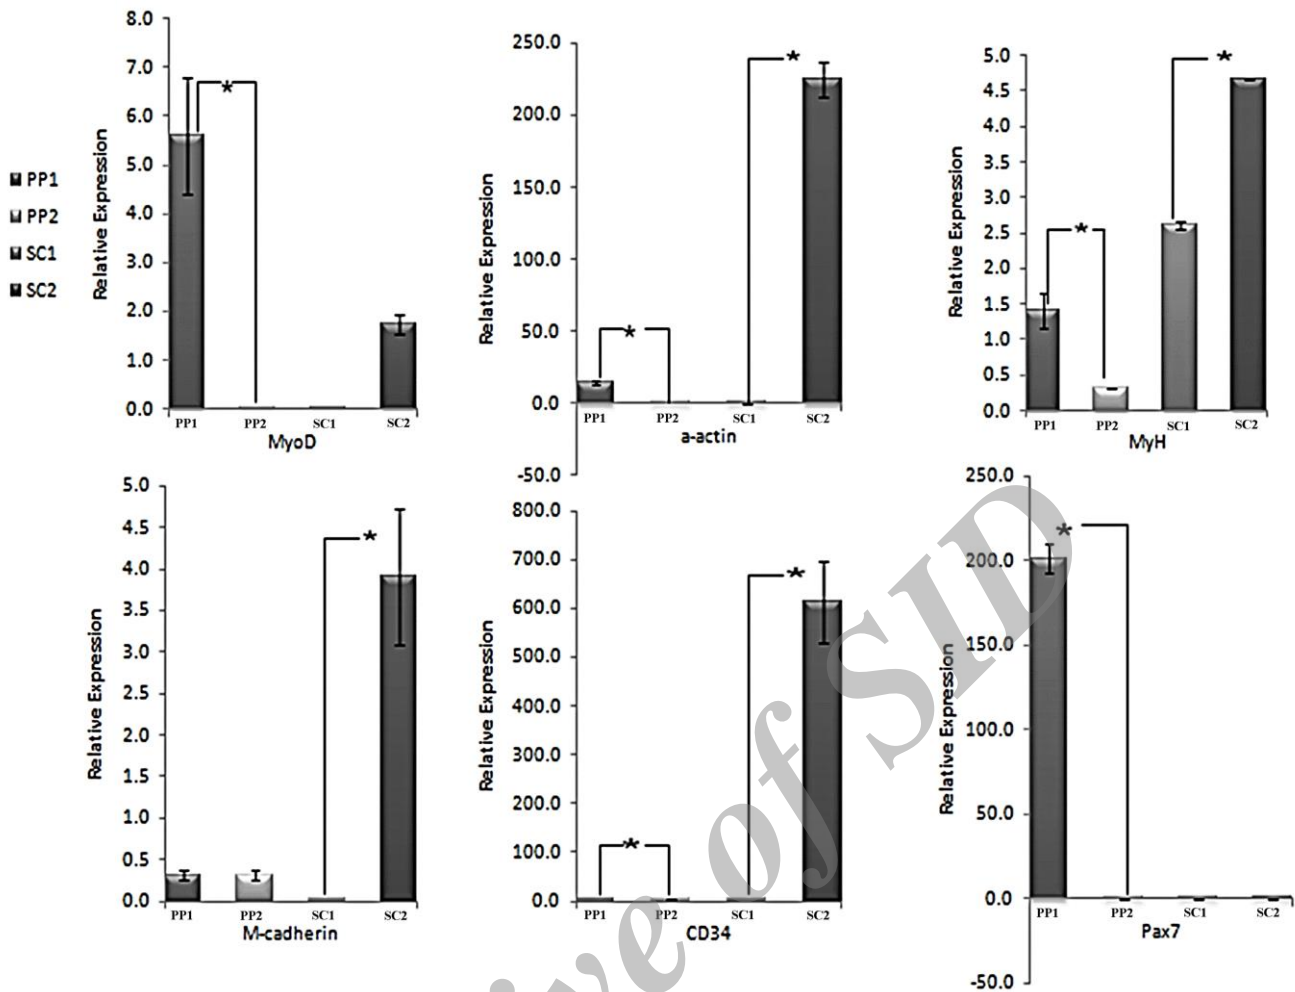 PP1
PP2
SC1
SC2
Relative Expression
8.0
7.0
6.0
5.0
4.0
3.0
2.0
1.0
0.0
*
PP1 PP2 SC1 SC2
MyoD
Relative Expression
250.0
200.0
150.0
100.0
50.0
0.0
-50.0
* *
PP1 PP2 SC1 SC2
a-actin
Relative Expression
5.0
4.5
4.0
3.5
3.0
2.5
2.0
1.5
1.0
0.5
0.0
* *
PP1 PP2 SC1 SC2
MyH
Relative Expression
5.0
4.5
4.0
3.5
3.0
2.5
2.0
1.5
1.0
0.5
0.0
*
PP1 PP2 SC1 SC2
M-cadherin
Relative Expression
800.0
700.0
600.0
500.0
400.0
300.0
200.0
100.0
0.0
* *
PP1 PP2 SC1 SC2
CD34
Relative Expression
250.0
200.0
150.0
100.0
50.0
0.0
-50.0
*
PP1 PP2 SC1 SC2
Pax7
ive of SID